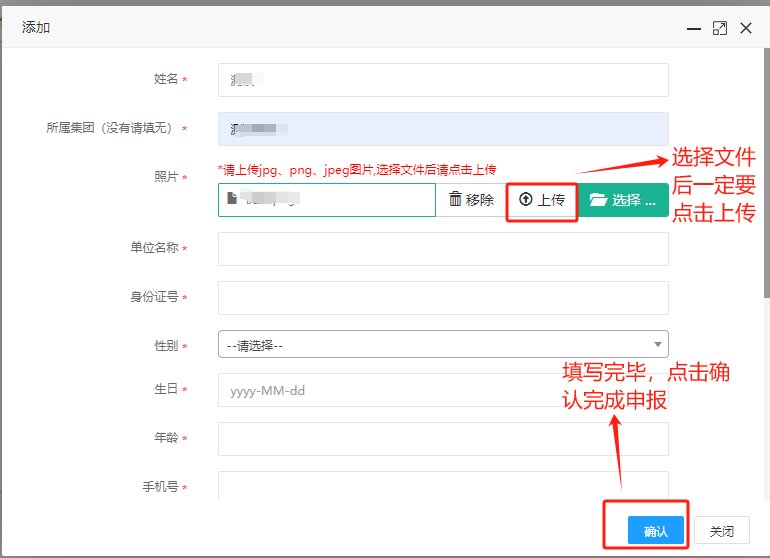 添加
姓名 *
所属集团（没有请填无） *
照片 *
*请上传jpg、png、jpeg图片,选择文件后请点击上传
移除
上传
选择 ...
选择文件
后一定要
点击上传
单位名称 *
身份证号 *
性别 *
--请选择--
生日 *
yyyy-MM-dd
年龄 *
手机号 *
填写完毕，点击确
认完成申报
确认
关闭